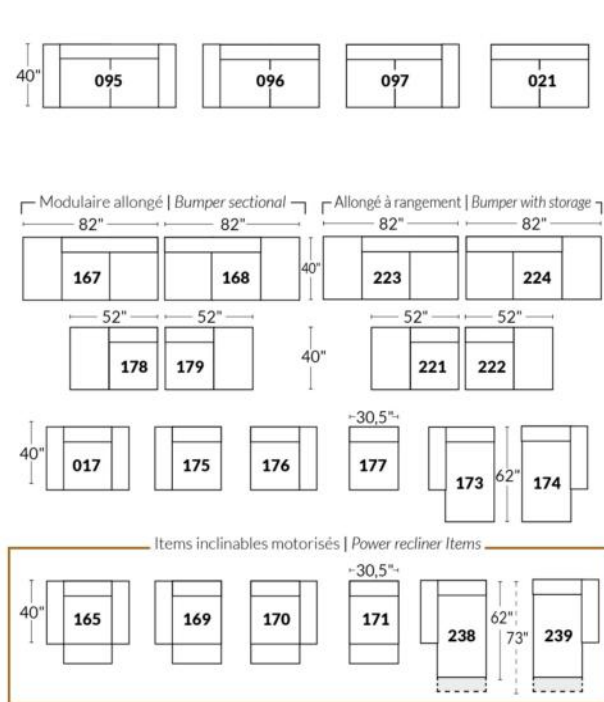 40"
095 096 097 021
Modulaire allongé | Bumper sectional Allongé à rangement | Bumper with storage
82" 82" 82" 82"
167 168 40" 223 224
52" 52" 52" 52"
178 179 40" 221 222
30,5"
40" 017 175 176 177 173 62" 174
Items inclinables motorisés | Power recliner Items
30,5"
40" 165 169 170 171 238 62" 73" 239